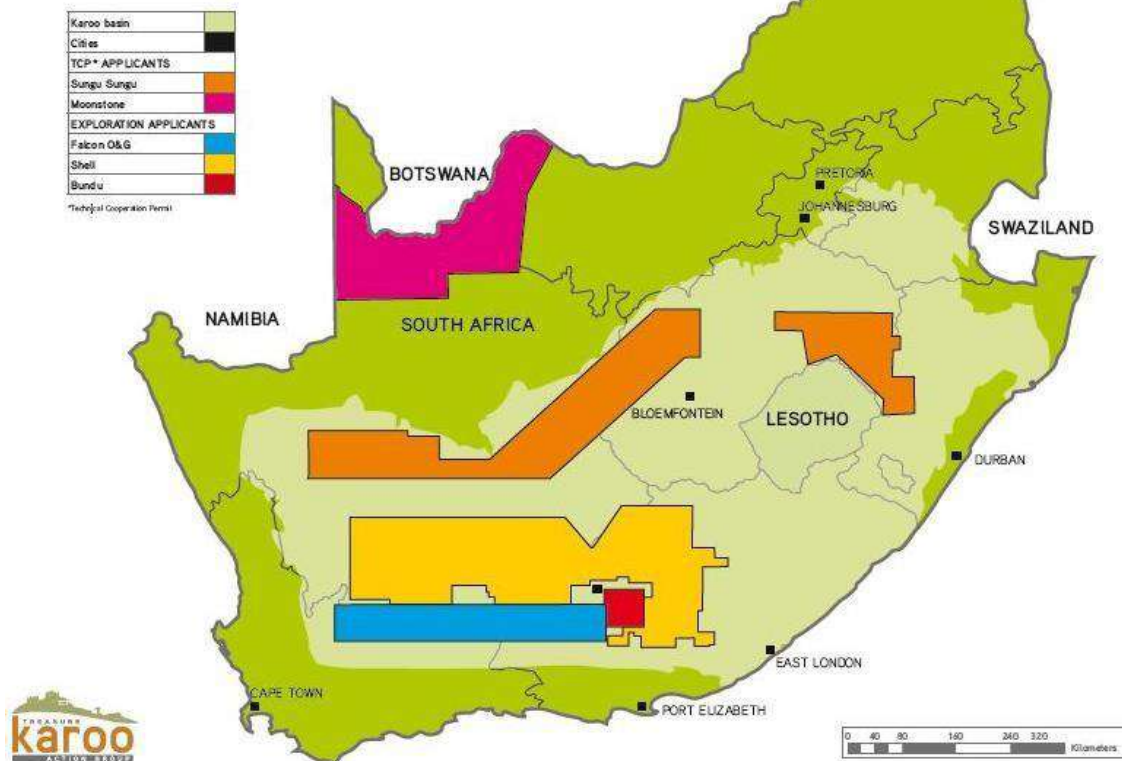 Karoo basin
Cities
TCP* APPLICANTS
Sungu Sungu
Moonstone
EXPLORATION APPLICANTS
Falcon O&G
Shell
Bundu
*Technical Cooperation Permit
BOTSWANA
PRETORIA
JOHANNESBURG
SWAZILAND
NAMIBIA
SOUTH AFRICA
BLOEMFONTEIN
LESOTHO
DURBAN
EAST LONDON
CAPE TOWN
PORT ELIZABETH
TREASURE
karoo
ACTION GROUP
0 40 80 160 240 320
Kilometers